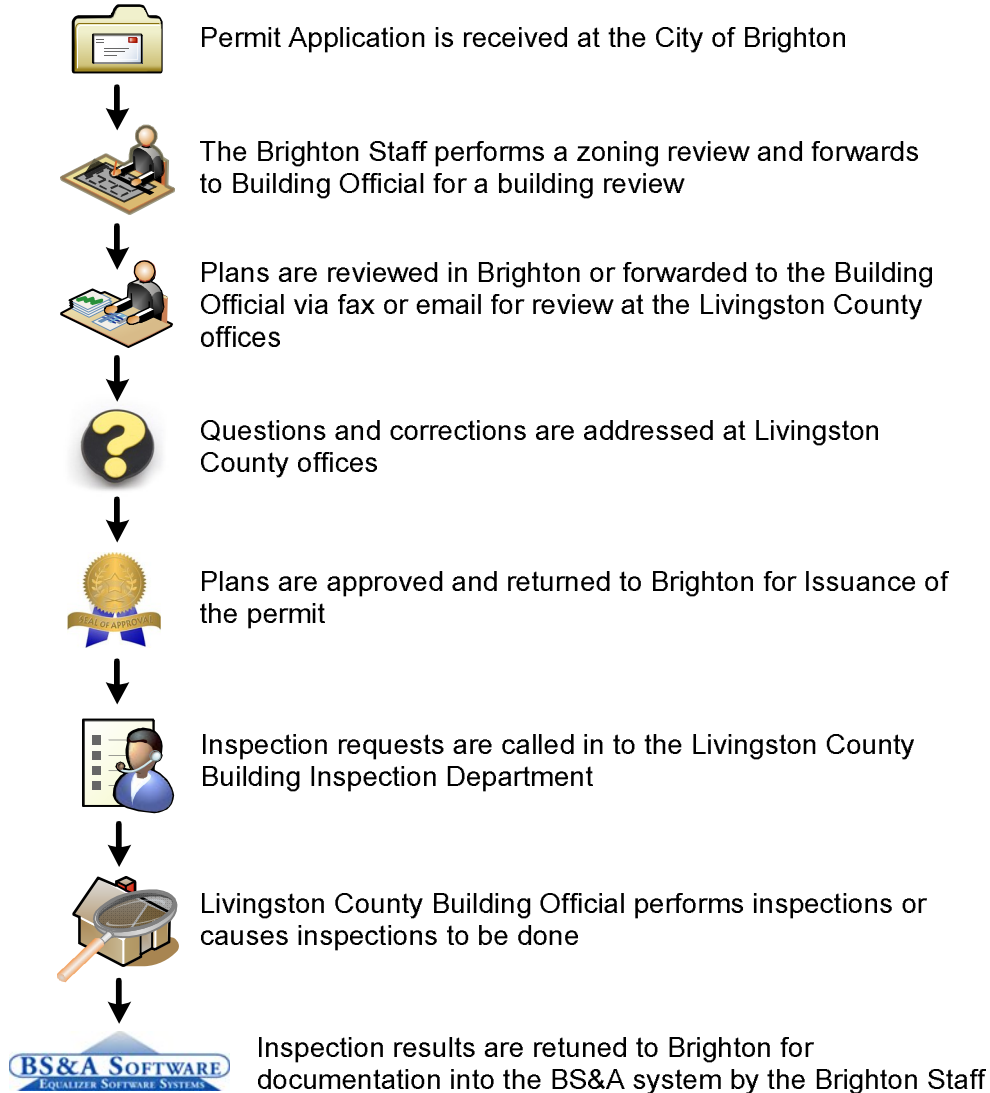 Permit Application is received at the City of Brighton
The Brighton Staff performs a zoning review and forwards
to Building Official for a building review
Plans are reviewed in Brighton or forwarded to the Building
Official via fax or email for review at the Livingston County
offices
Questions and corrections are addressed at Livingston
County offices
Plans are approved and returned to Brighton for Issuance of
the permit
SEAL OF APPROVAL
Inspection requests are called in to the Livingston County
Building Inspection Department
Livingston County Building Official performs inspections or
causes inspections to be done
BS&A SOFTWARE
EQUALIZER SOFTWARE SYSTEMS
Inspection results are retuned to Brighton for
documentation into the BS&A system by the Brighton Staff